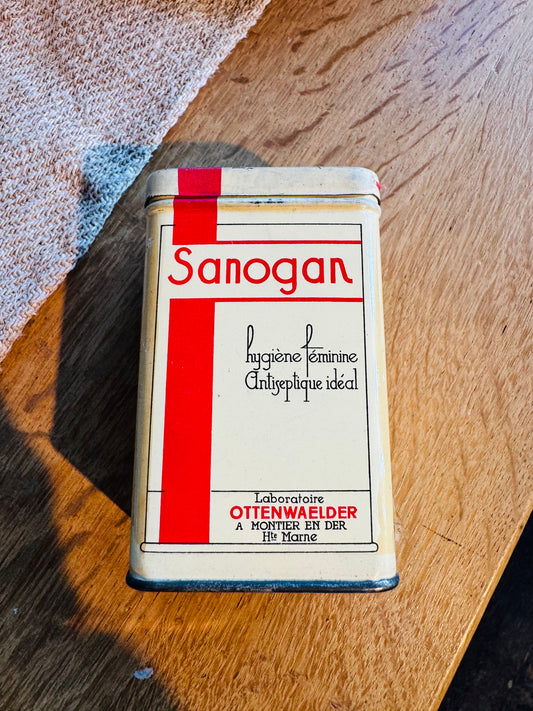 Sanogan
hygiène féminine
Antiseptique idéal
Laboratoire
OTTENWAELDER
A MONTIER EN DER
Hte Marne